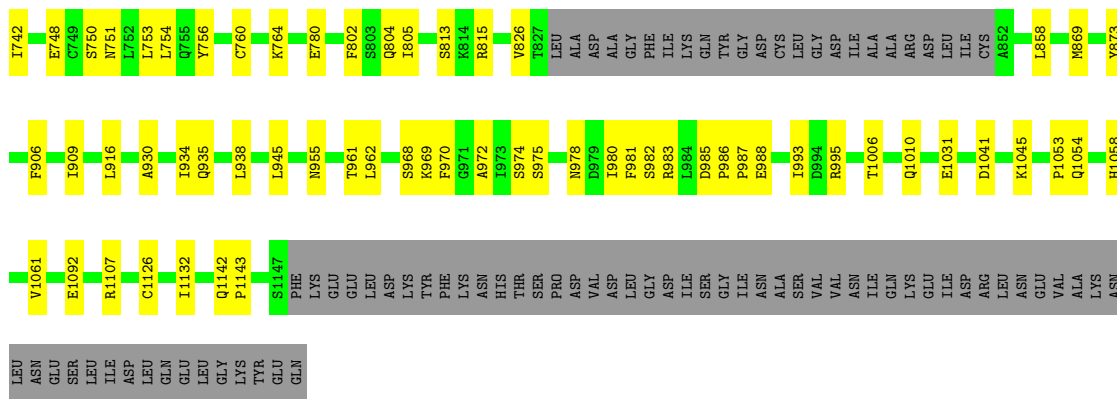 I742 E748 C749 S750 N751 L752 L753 L754 Q755 Y756 C760 K764 E780 F802 S803 Q804 I805 S813 K814 R815 V826 T827 LEU ALA ASP ALA GLY PHE ILE LYS GLN TYR GLY ASP CYS LEU GLY ASP ILE ALA ALA ARG ASP LEU ILE CYS A852 L858 M869 Y873
F906 I909 L916 A930 I934 Q935 L938 L945 N955 T961 L962 S968 K969 F970 G971 A972 I973 S974 S975 N978 D979 I980 F981 S982 R983 L984 D985 P986 P987 E988 I993 D994 R995 T1006 Q1010 E1031 D1041 K1045 P1053 Q1054 H1058
V1061 E1092 R1107 C1126 I1132 Q1142 P1143 S1147 PHE LYS GLU GLU LEU ASP LYS TYR PHE LYS ASN HIS THR SER PRO ASP VAL ASP LEU GLY ASP ILE SER GLY ILE ASN ALA SER VAL VAL ASN ILE GLN LYS GLU ILE ASP ARG LEU ASN GLU VAL ALA LYS ASN
LEU ASN GLU SER LEU ILE ASP LEU GLN GLU LEU GLY LYS TYR GLU GLN